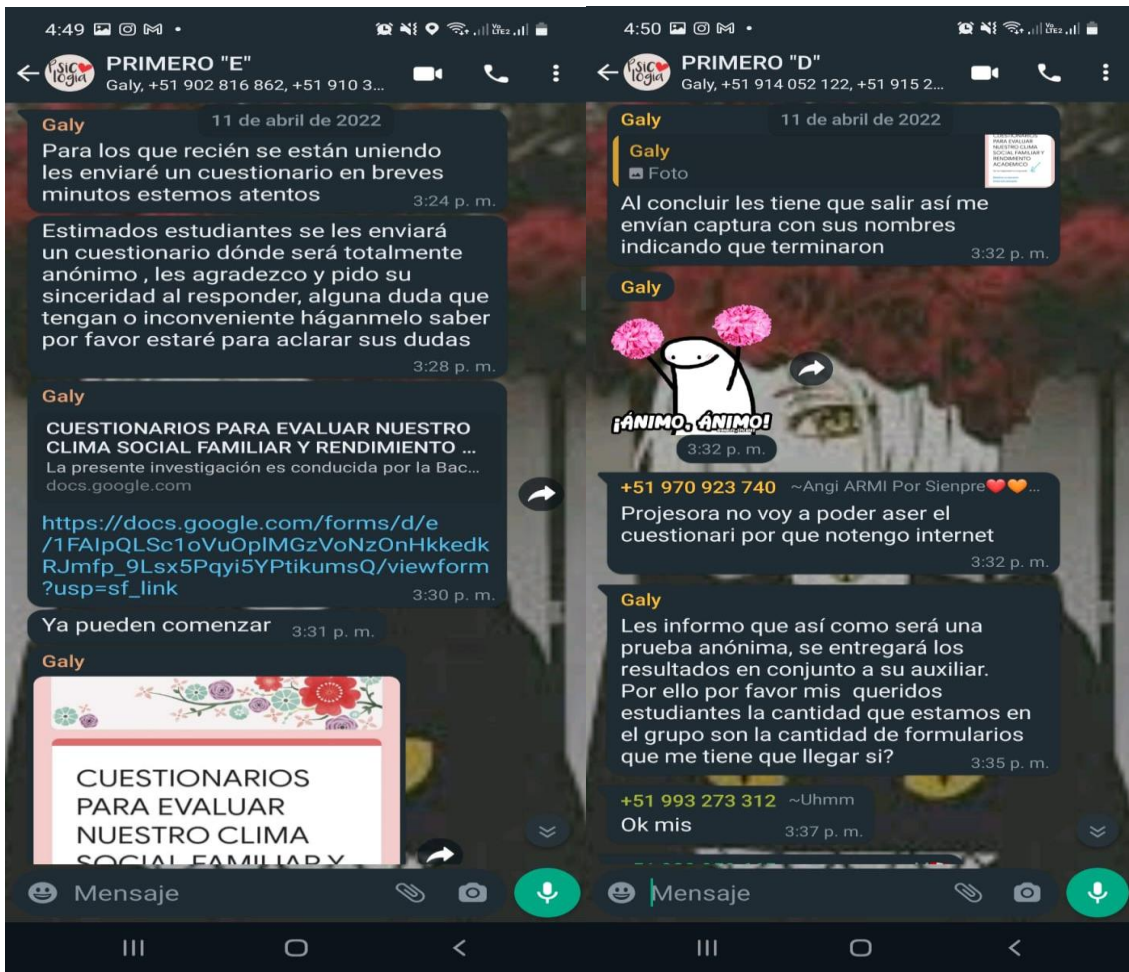 4:49
PRIMERO "E"
Galy, +51 902 816 862, +51 910 3...
11 de abril de 2022
Galy
Para los que recién se están uniendo
les enviaré un cuestionario en breves
minutos estemos atentos
3:24 p. m.
Estimados estudiantes se les enviará
un cuestionario dónde será totalmente
anónimo , les agradezco y pido su
sinceridad al responder, alguna duda que
tengan o inconveniente háganmelo saber
por favor estaré para aclarar sus dudas
3:28 p. m.
Galy
CUESTIONARIOS PARA EVALUAR NUESTRO
CLIMA SOCIAL FAMILIAR Y RENDIMIENTO ...
La presente investigación es conducida por la Bac...
docs.google.com
https://docs.google.com/forms/d/e
/1FAIpQLSc1oVuOplMGzVoNzOnHkkedk
RJmfp_9Lsx5Pqyi5YPtikumsQ/viewform
?usp=sf_link
3:30 p. m.
Ya pueden comenzar 3:31 p. m.
Galy
CUESTIONARIOS
PARA EVALUAR
NUESTRO CLIMA
SOCIAL FAMILIAR Y
Mensaje
4:50
PRIMERO "D"
Galy, +51 914 052 122, +51 915 2...
11 de abril de 2022
Galy
Galy
Foto
CUESTIONARIOS
PARA EVALUAR
NUESTRO CLIMA
SOCIAL FAMILIAR Y
RENDIMIENTO
ACADEMICO
Al concluir les tiene que salir así me
envían captura con sus nombres
indicando que terminaron
3:32 p. m.
Galy
¡ÁNIMO, ÁNIMO!
3:32 p. m.
+51 970 923 740 ~Angi ARMI Por Sienpre❤️🧡...
Projesora no voy a poder aser el
cuestionari por que notengo internet
3:32 p. m.
Galy
Les informo que así como será una
prueba anónima, se entregará los
resultados en conjunto a su auxiliar.
Por ello por favor mis queridos
estudiantes la cantidad que estamos en
el grupo son la cantidad de formularios
que me tiene que llegar si?
3:35 p. m.
+51 993 273 312 ~Uhmm
Ok mis
3:37 p. m.
Mensaje